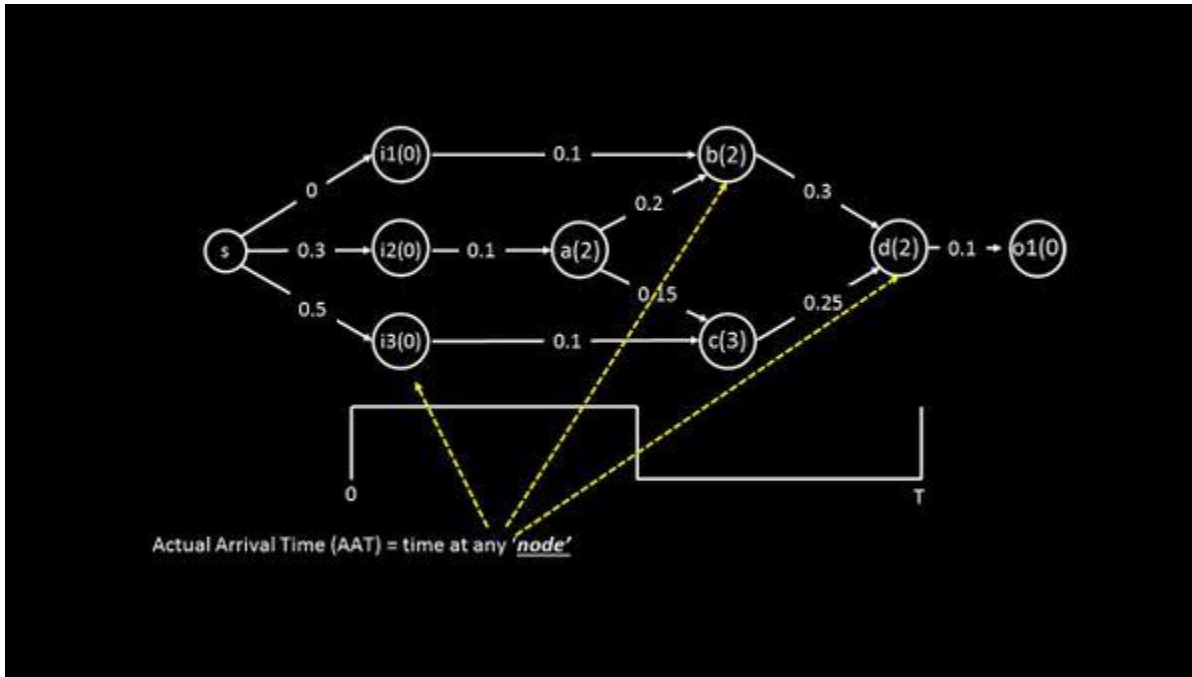 i1(0) 0.1 b(2)
0 0.2 0.3
s 0.3 i2(0) 0.1 a(2) d(2) 0.1 o1(0
0.5 0.15 0.25
i3(0) 0.1 c(3)
0 T
Actual Arrival Time (AAT) = time at any 'node'